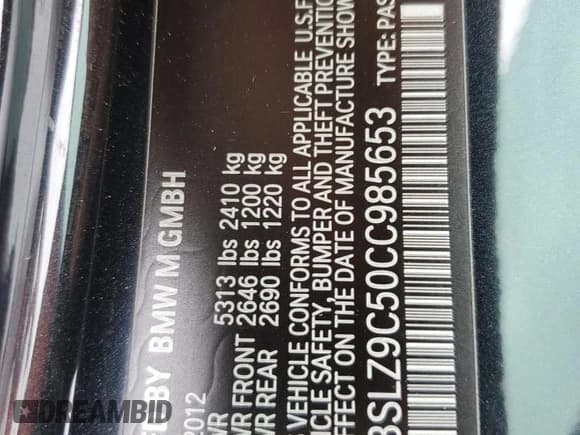 BY BMW M GMBH
2012
WR 5313 lbs 2410 kg
WR FRONT 2646 lbs 1200 kg
WR REAR 2690 lbs 1220 kg
VEHICLE CONFORMS TO ALL APPLICABLE U.S.F
ICLE SAFETY, BUMPER AND THEFT PREVENTION
FFECT ON THE DATE OF MANUFACTURE SHOW
BSLZ9C50CC985653 TYPE: PAS
DREAMBID